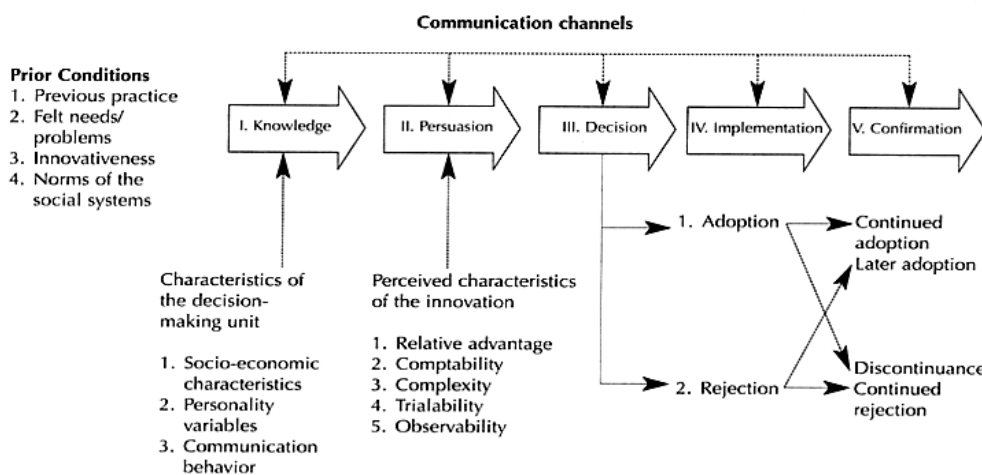 Communication channels
Prior Conditions
1. Previous practice
2. Felt needs/
problems
3. Innovativeness
4. Norms of the
social systems
I. Knowledge
II. Persuasion
III. Decision
IV. Implementation
V. Confirmation
1. Adoption
Continued
adoption
Later adoption
2. Rejection
Discontinuance
Continued
rejection
Characteristics of
the decision-
making unit
1. Socio-economic
characteristics
2. Personality
variables
3. Communication
behavior
Perceived characteristics
of the innovation
1. Relative advantage
2. Comptability
3. Complexity
4. Trialability
5. Observability